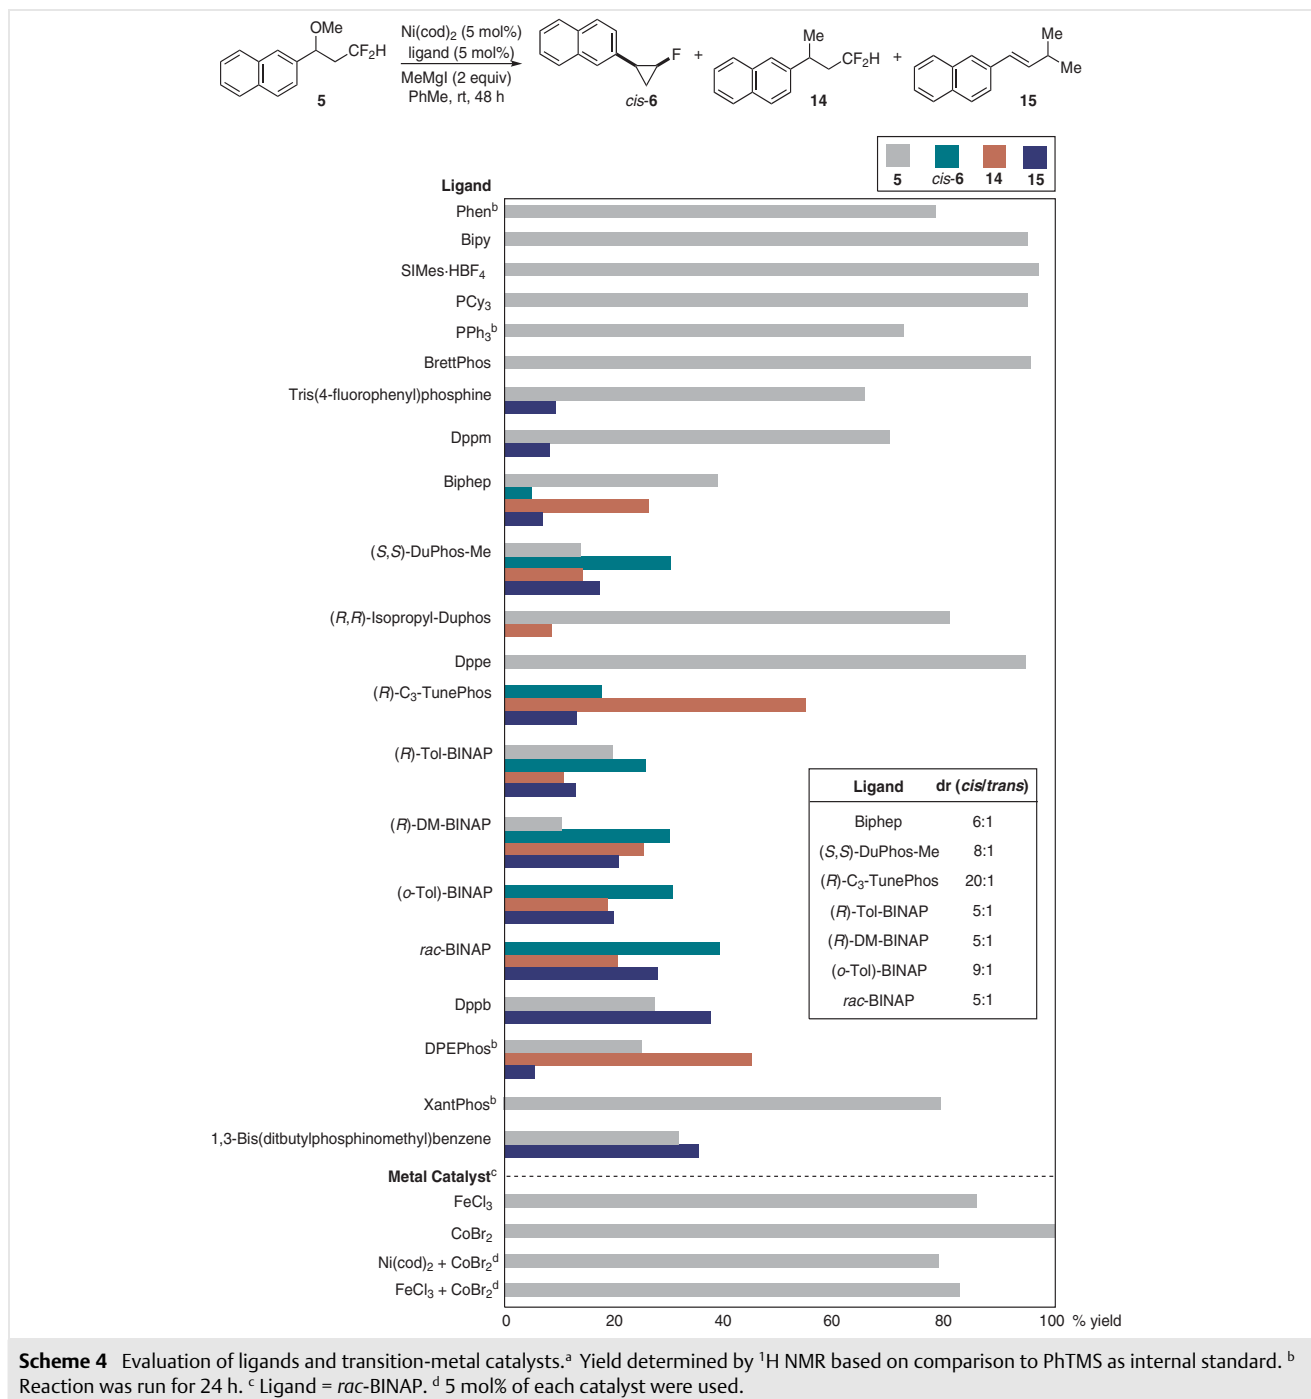 OMe
CF2H
5
Ni(cod)2 (5 mol%)
ligand (5 mol%)
MeMgI (2 equiv)
PhMe, rt, 48 h
F
cis-6
+
Me
CF2H
14
+
Me
Me
15
5 cis-6 14 15
Ligand
Phenb
Bipy
SIMes·HBF4
PCy3
PPh3b
BrettPhos
Tris(4-fluorophenyl)phosphine
Dppm
Biphep
(S,S)-DuPhos-Me
(R,R)-Isopropyl-Duphos
Dppe
(R)-C3-TunePhos
(R)-Tol-BINAP
(R)-DM-BINAP
(o-Tol)-BINAP
rac-BINAP
Dppb
DPEPhosb
XantPhosb
1,3-Bis(ditbutylphosphinomethyl)benzene
Metal Catalystc
FeCl3
CoBr2
Ni(cod)2 + CoBr2d
FeCl3 + CoBr2d
Ligand dr (cis/trans)
Biphep 6:1
(S,S)-DuPhos-Me 8:1
(R)-C3-TunePhos 20:1
(R)-Tol-BINAP 5:1
(R)-DM-BINAP 5:1
(o-Tol)-BINAP 9:1
rac-BINAP 5:1
0 20 40 60 80 100 % yield
Scheme 4 Evaluation of ligands and transition-metal catalysts.a Yield determined by 1H NMR based on comparison to PhTMS as internal standard. b
Reaction was run for 24 h. c Ligand = rac-BINAP. d 5 mol% of each catalyst were used.